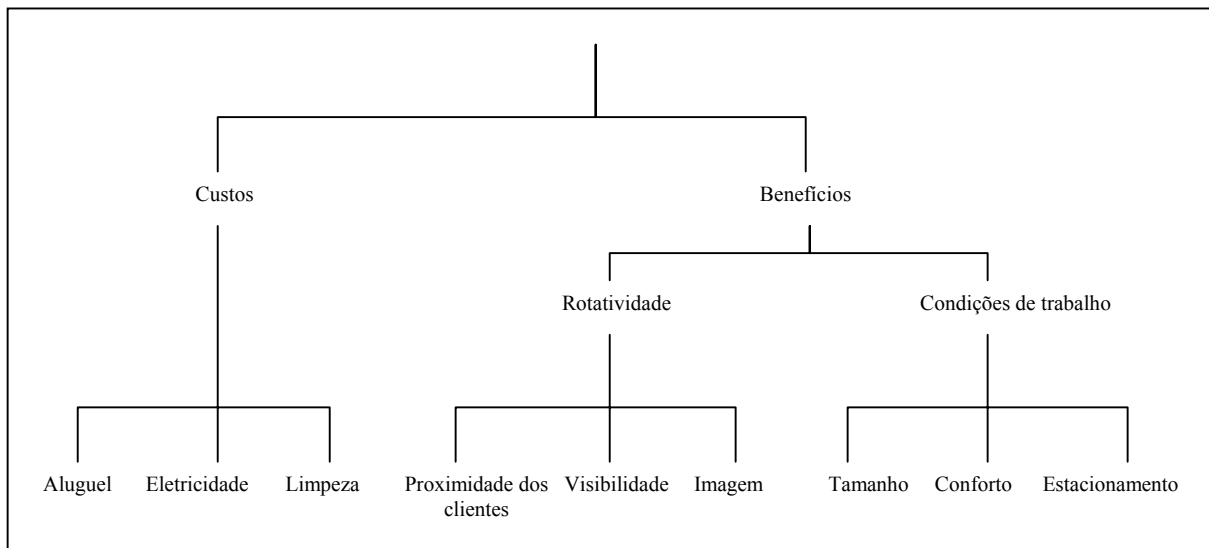 Custos
Benefícios
Rotatividade
Condições de trabalho
Aluguel
Eletricidade
Limpeza
Proximidade dos
clientes
Visibilidade
Imagem
Tamanho
Conforto
Estacionamento